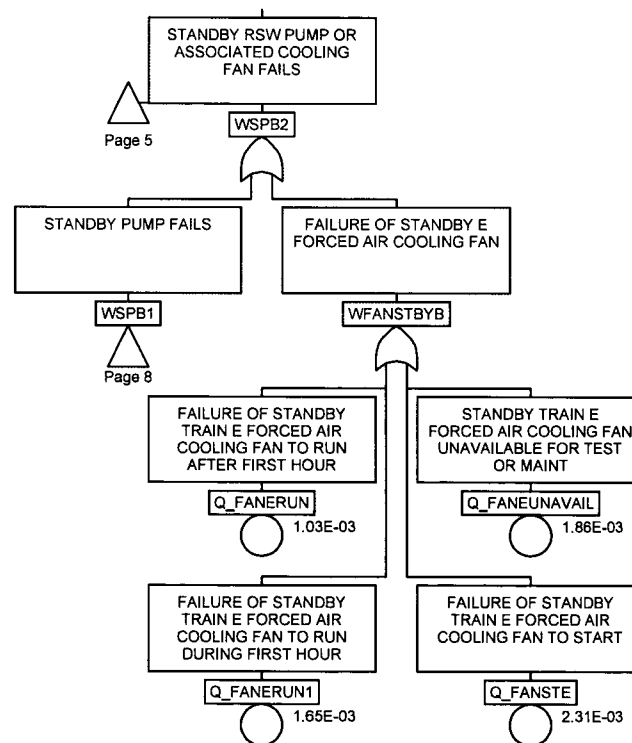 STANDBY RSW PUMP OR
ASSOCIATED COOLING
FAN FAILS
Page 5
WSPB2
STANDBY PUMP FAILS
FAILURE OF STANDBY E
FORCED AIR COOLING FAN
WSPB1
WFANSTBYB
Page 8
FAILURE OF STANDBY
TRAIN E FORCED AIR
COOLING FAN TO RUN
AFTER FIRST HOUR
STANDBY TRAIN E
FORCED AIR COOLING FAN
UNAVAILABLE FOR TEST
OR MAINT
Q_FANERUN
1.03E-03
Q_FANEUNAVAIL
1.86E-03
FAILURE OF STANDBY
TRAIN E FORCED AIR
COOLING FAN TO RUN
DURING FIRST HOUR
FAILURE OF STANDBY
TRAIN E FORCED AIR
COOLING FAN TO START
Q_FANERUN1
1.65E-03
Q_FANSTE
2.31E-03